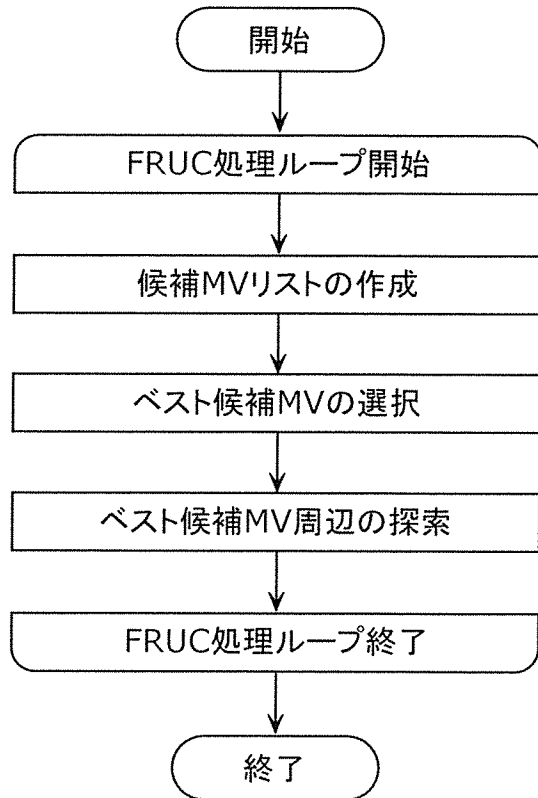 開始
FRUC処理ループ開始
候補MVリストの作成
ベスト候補MVの選択
ベスト候補MV周辺の探索
FRUC処理ループ終了
終了